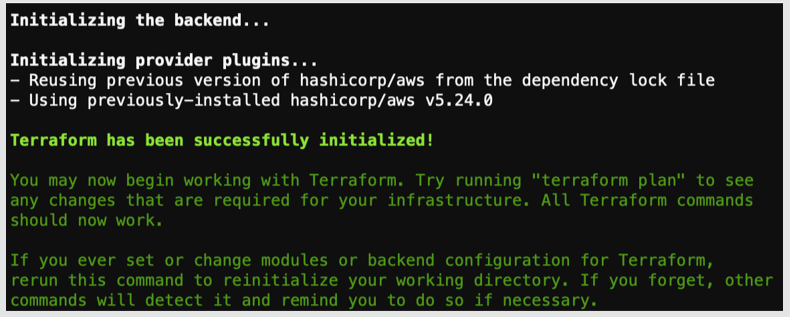 Initializing the backend...
Initializing provider plugins...
- Reusing previous version of hashicorp/aws from the dependency lock file
- Using previously-installed hashicorp/aws v5.24.0
Terraform has been successfully initialized!
You may now begin working with Terraform. Try running "terraform plan" to see
any changes that are required for your infrastructure. All Terraform commands
should now work.
If you ever set or change modules or backend configuration for Terraform,
rerun this command to reinitialize your working directory. If you forget, other
commands will detect it and remind you to do so if necessary.